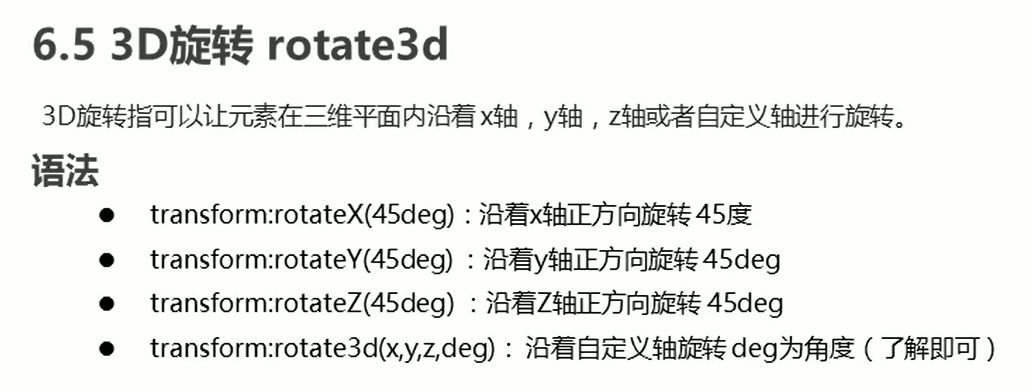 6.5 3D旋转 rotate3d
3D旋转指可以让元素在三维平面内沿着 x轴，y轴，z轴或者自定义轴进行旋转。
语法
● transform:rotateX(45deg)：沿着x轴正方向旋转 45度
● transform:rotateY(45deg) ：沿着y轴正方向旋转 45deg
● transform:rotateZ(45deg) ：沿着Z轴正方向旋转 45deg
● transform:rotate3d(x,y,z,deg)： 沿着自定义轴旋转 deg为角度（了解即可）